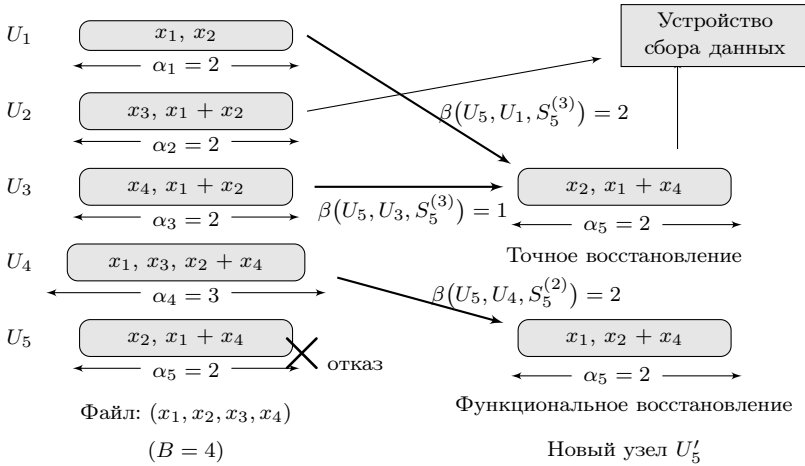 U₁
x₁, x₂
α₁ = 2
Устройство
сбора данных
U₂
x₃, x₁ + x₂
α₂ = 2
β(U₅, U₁, S₅⁽³⁾) = 2
U₃
x₄, x₁ + x₂
α₃ = 2
β(U₅, U₃, S₅⁽³⁾) = 1
x₂, x₁ + x₄
α₅ = 2
Точное восстановление
U₄
x₁, x₃, x₂ + x₄
α₄ = 3
β(U₅, U₄, S₅⁽²⁾) = 2
U₅
x₂, x₁ + x₄
α₅ = 2
отказ
x₁, x₂ + x₄
α₅ = 2
Файл: (x₁, x₂, x₃, x₄)
(B = 4)
Функциональное восстановление
Новый узел U₅′